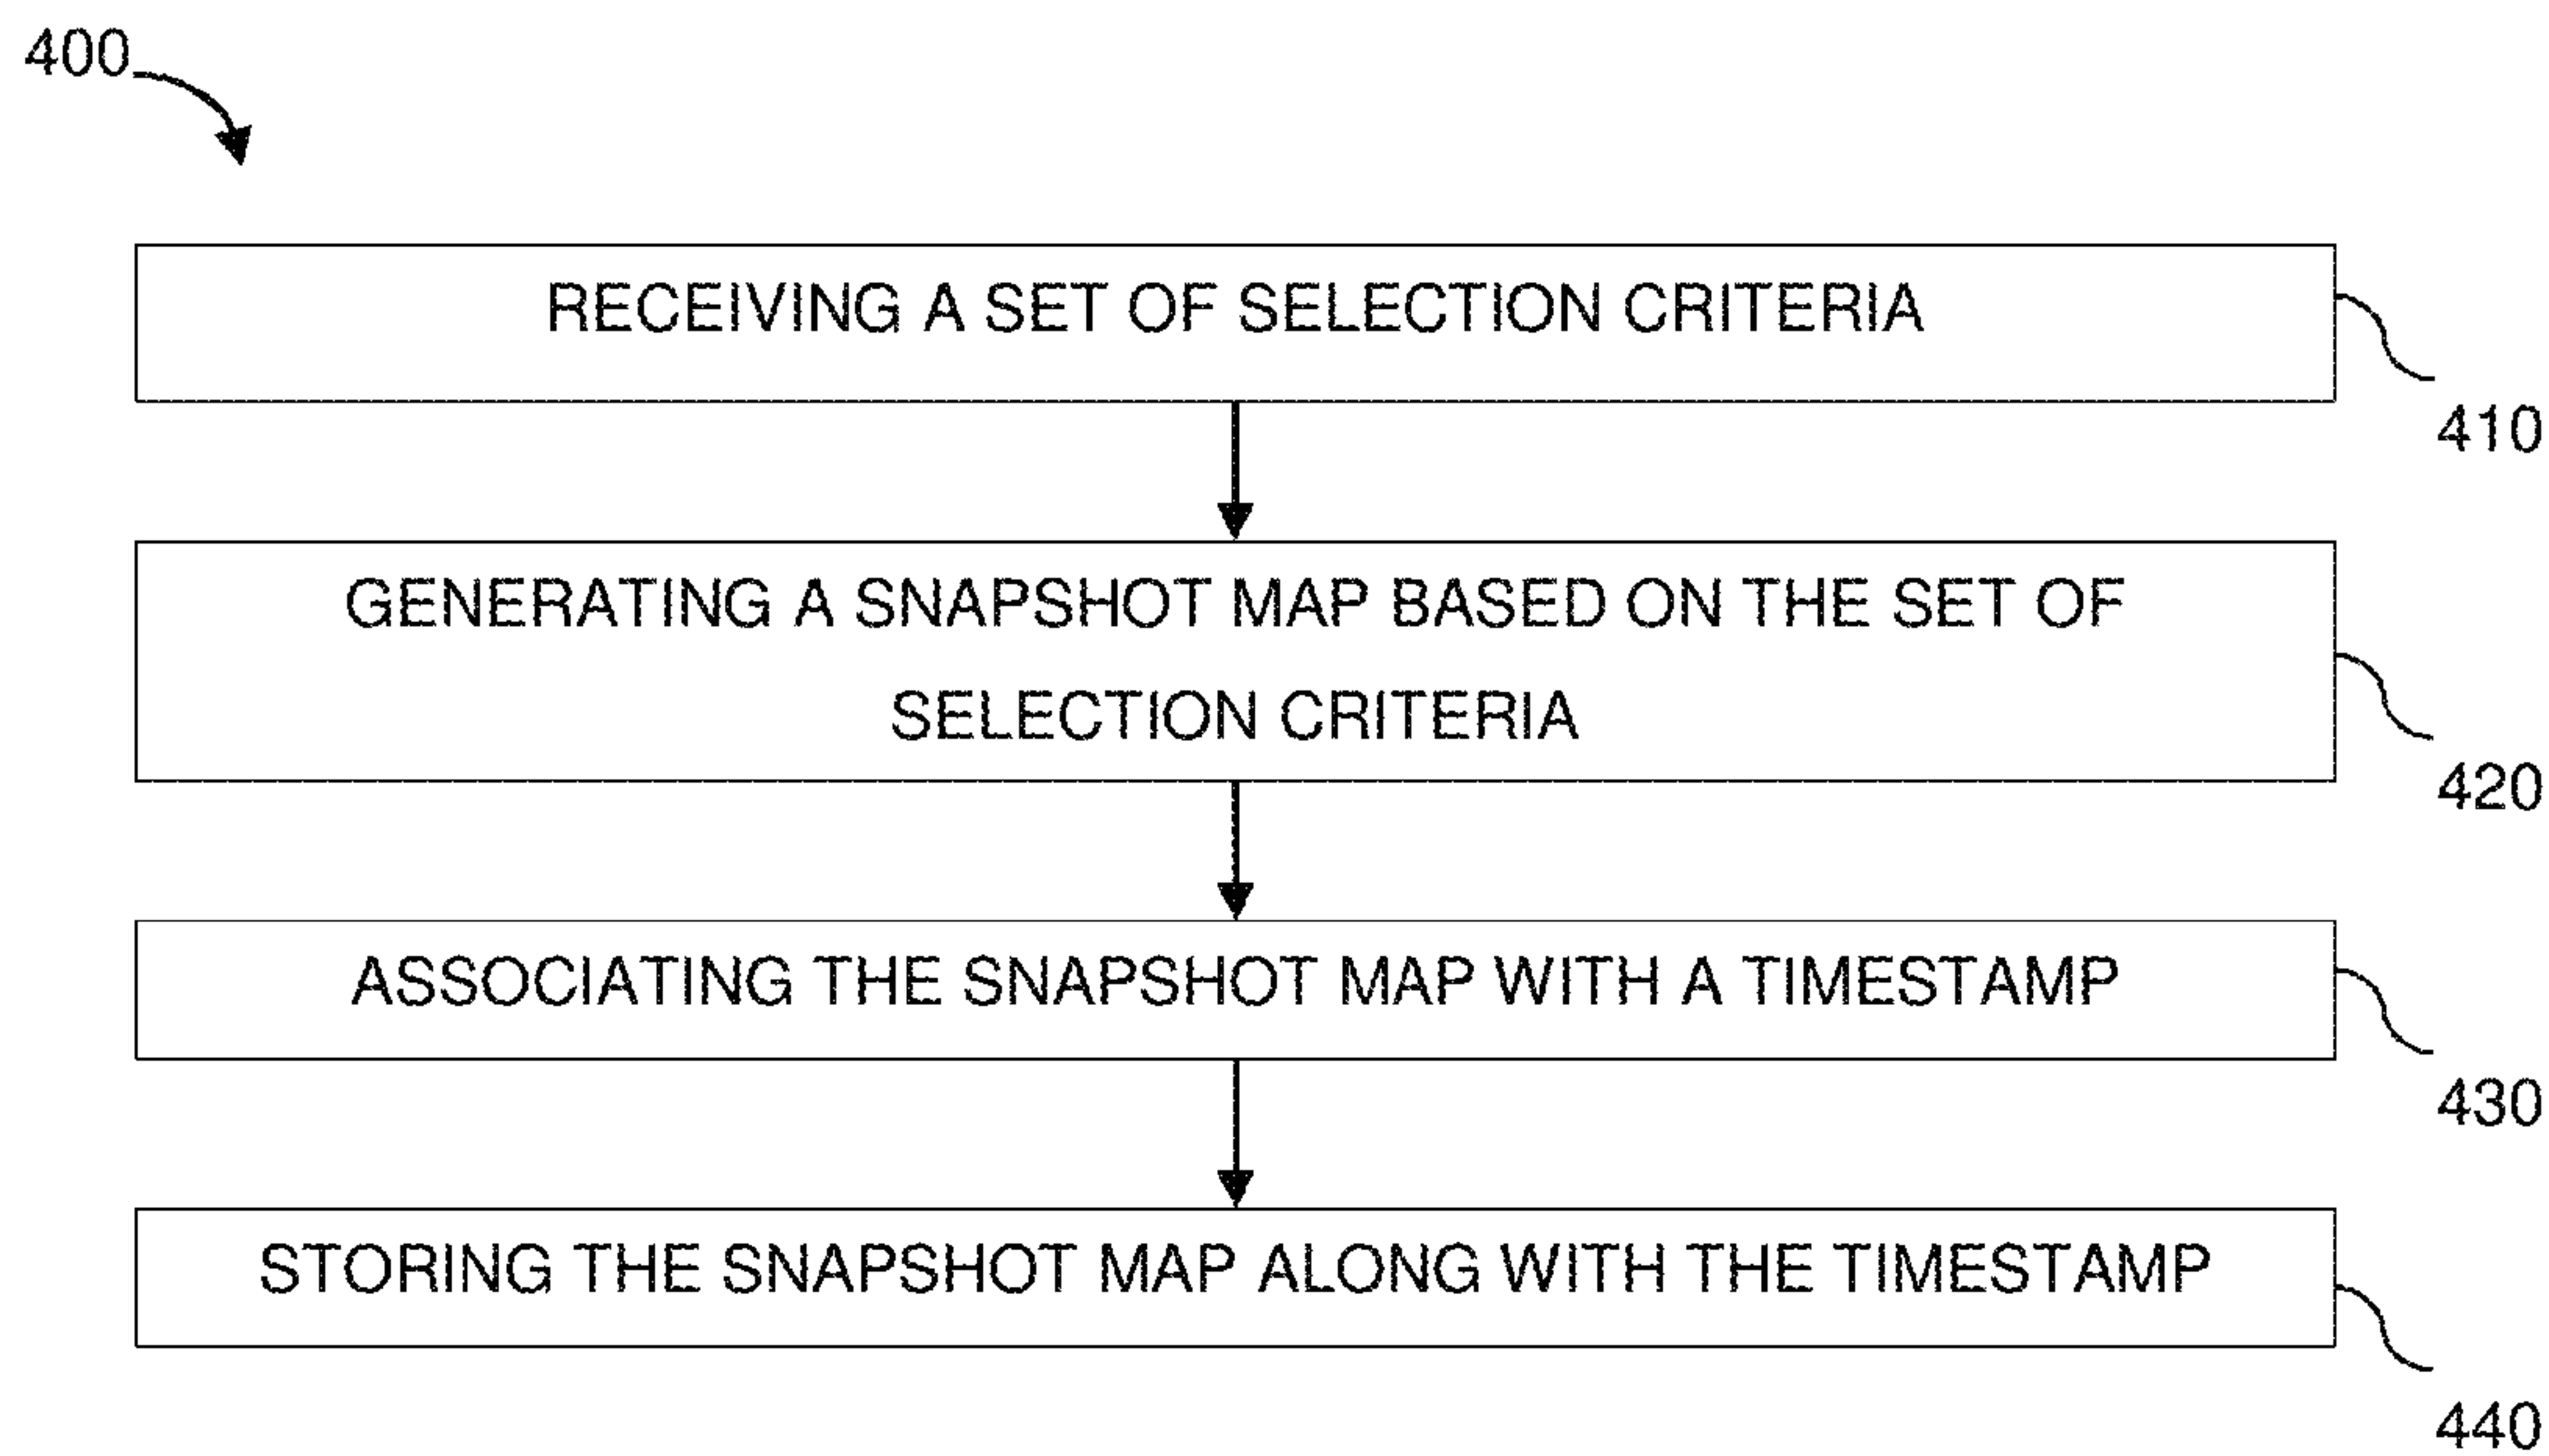 400
RECEIVING A SET OF SELECTION CRITERIA
410
GENERATING A SNAPSHOT MAP BASED ON THE SET OF
SELECTION CRITERIA
420
ASSOCIATING THE SNAPSHOT MAP WITH A TIMESTAMP
430
STORING THE SNAPSHOT MAP ALONG WITH THE TIMESTAMP
440